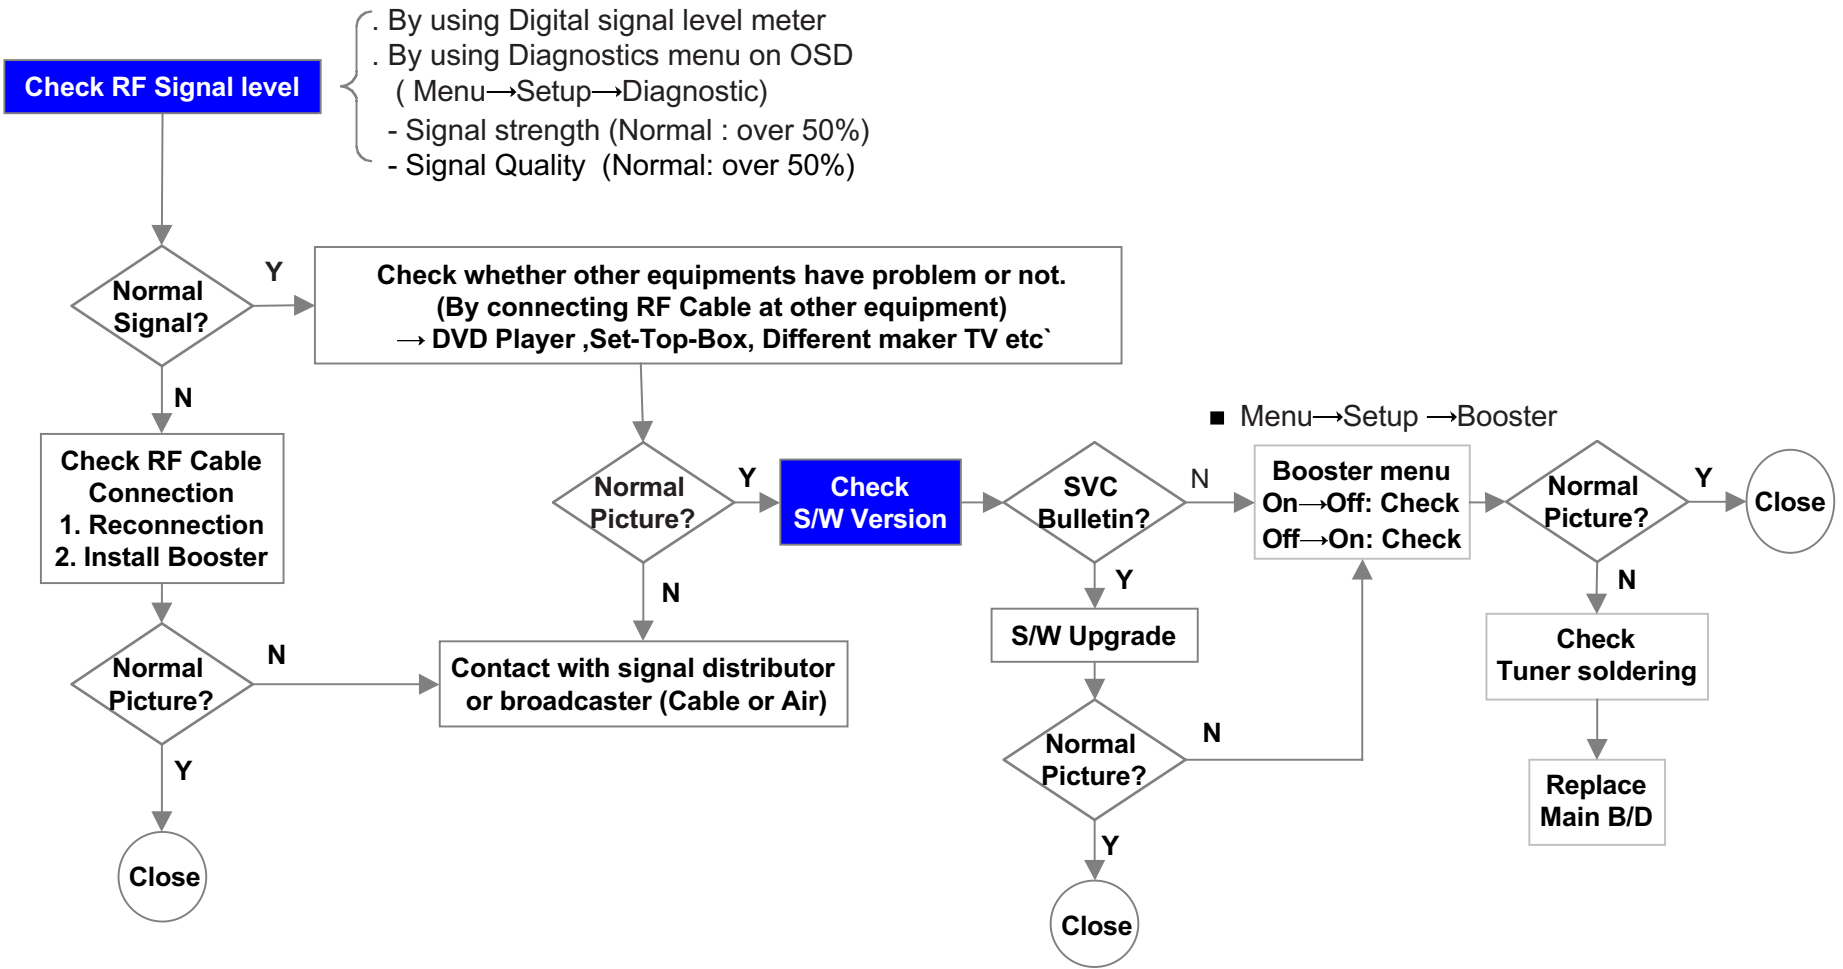 . By using Digital signal level meter
. By using Diagnostics menu on OSD
( Menu→Setup→Diagnostic)
- Signal strength (Normal : over 50%)
- Signal Quality (Normal: over 50%)
Check RF Signal level
Normal
Signal?
Y
N
Check whether other equipments have problem or not.
(By connecting RF Cable at other equipment)
→ DVD Player ,Set-Top-Box, Different maker TV etc`
Check RF Cable
Connection
1. Reconnection
2. Install Booster
Normal
Picture?
N
Y
Close
Normal
Picture?
Y
N
Contact with signal distributor
or broadcaster (Cable or Air)
Check
S/W Version
SVC
Bulletin?
N
Y
S/W Upgrade
Normal
Picture?
N
Y
Close
■ Menu→Setup →Booster
Booster menu
On→Off: Check
Off→On: Check
Normal
Picture?
Y
Close
N
Check
Tuner soldering
Replace
Main B/D